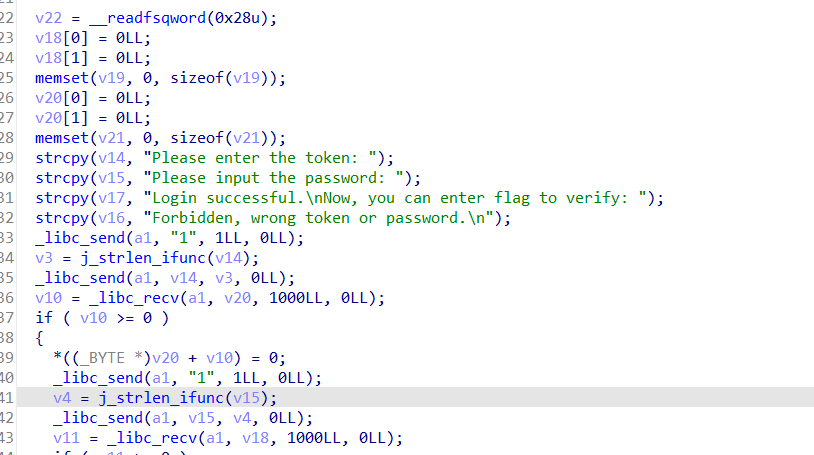 22 v22 = __readfsqword(0x28u);
23 v18[0] = 0LL;
24 v18[1] = 0LL;
25 memset(v19, 0, sizeof(v19));
26 v20[0] = 0LL;
27 v20[1] = 0LL;
28 memset(v21, 0, sizeof(v21));
29 strcpy(v14, "Please enter the token: ");
30 strcpy(v15, "Please input the password: ");
31 strcpy(v17, "Login successful.\nNow, you can enter flag to verify: ");
32 strcpy(v16, "Forbidden, wrong token or password.\n");
33 _libc_send(a1, "1", 1LL, 0LL);
34 v3 = j_strlen_ifunc(v14);
35 _libc_send(a1, v14, v3, 0LL);
36 v10 = _libc_recv(a1, v20, 1000LL, 0LL);
37 if ( v10 >= 0 )
38 {
39 *((_BYTE *)v20 + v10) = 0;
40 _libc_send(a1, "1", 1LL, 0LL);
41 v4 = j_strlen_ifunc(v15);
42 _libc_send(a1, v15, v4, 0LL);
43 v11 = _libc_recv(a1, v18, 1000LL, 0LL);